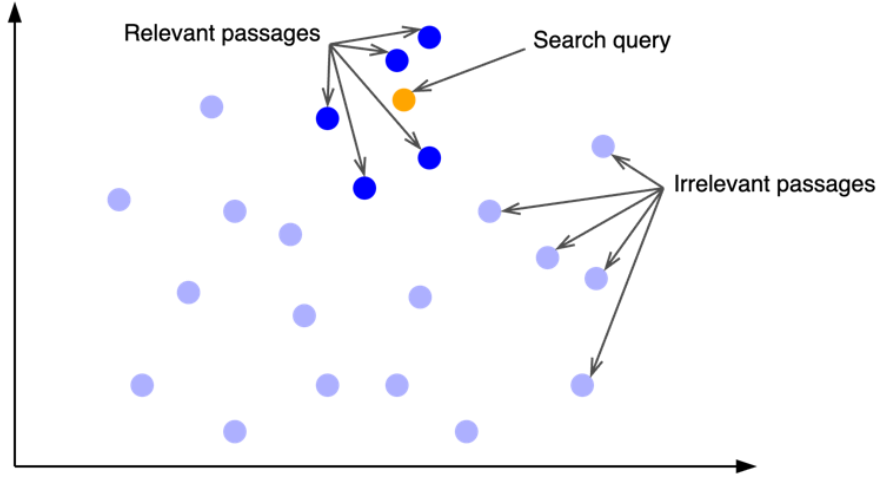 Relevant passages
Search query
Irrelevant passages